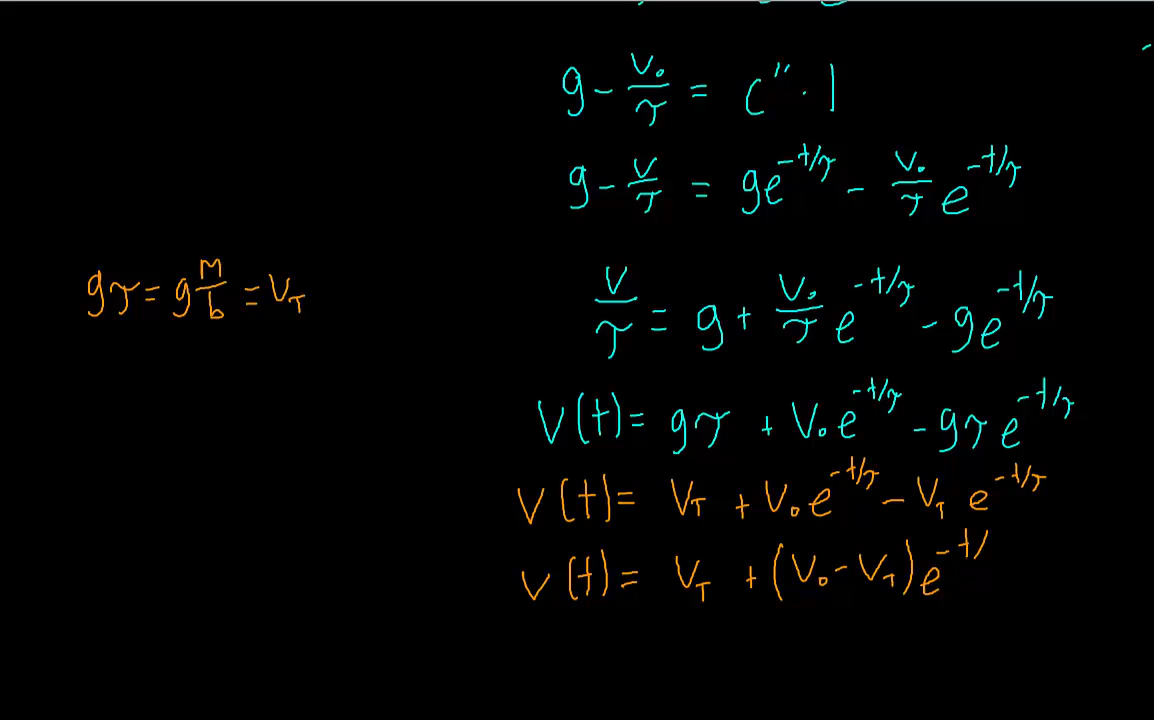 g - v₀/τ = c'' · 1
g - v/τ = ge^(-t/τ) - v₀/τ e^(-t/τ)
gτ = g m/b = v_T
v/τ = g + v₀/τ e^(-t/τ) - ge^(-t/τ)
v(t) = gτ + v₀e^(-t/τ) - gτe^(-t/τ)
v(t) = v_T + v₀e^(-t/τ) - v_T e^(-t/τ)
v(t) = v_T + (v₀ - v_T)e^(-t/